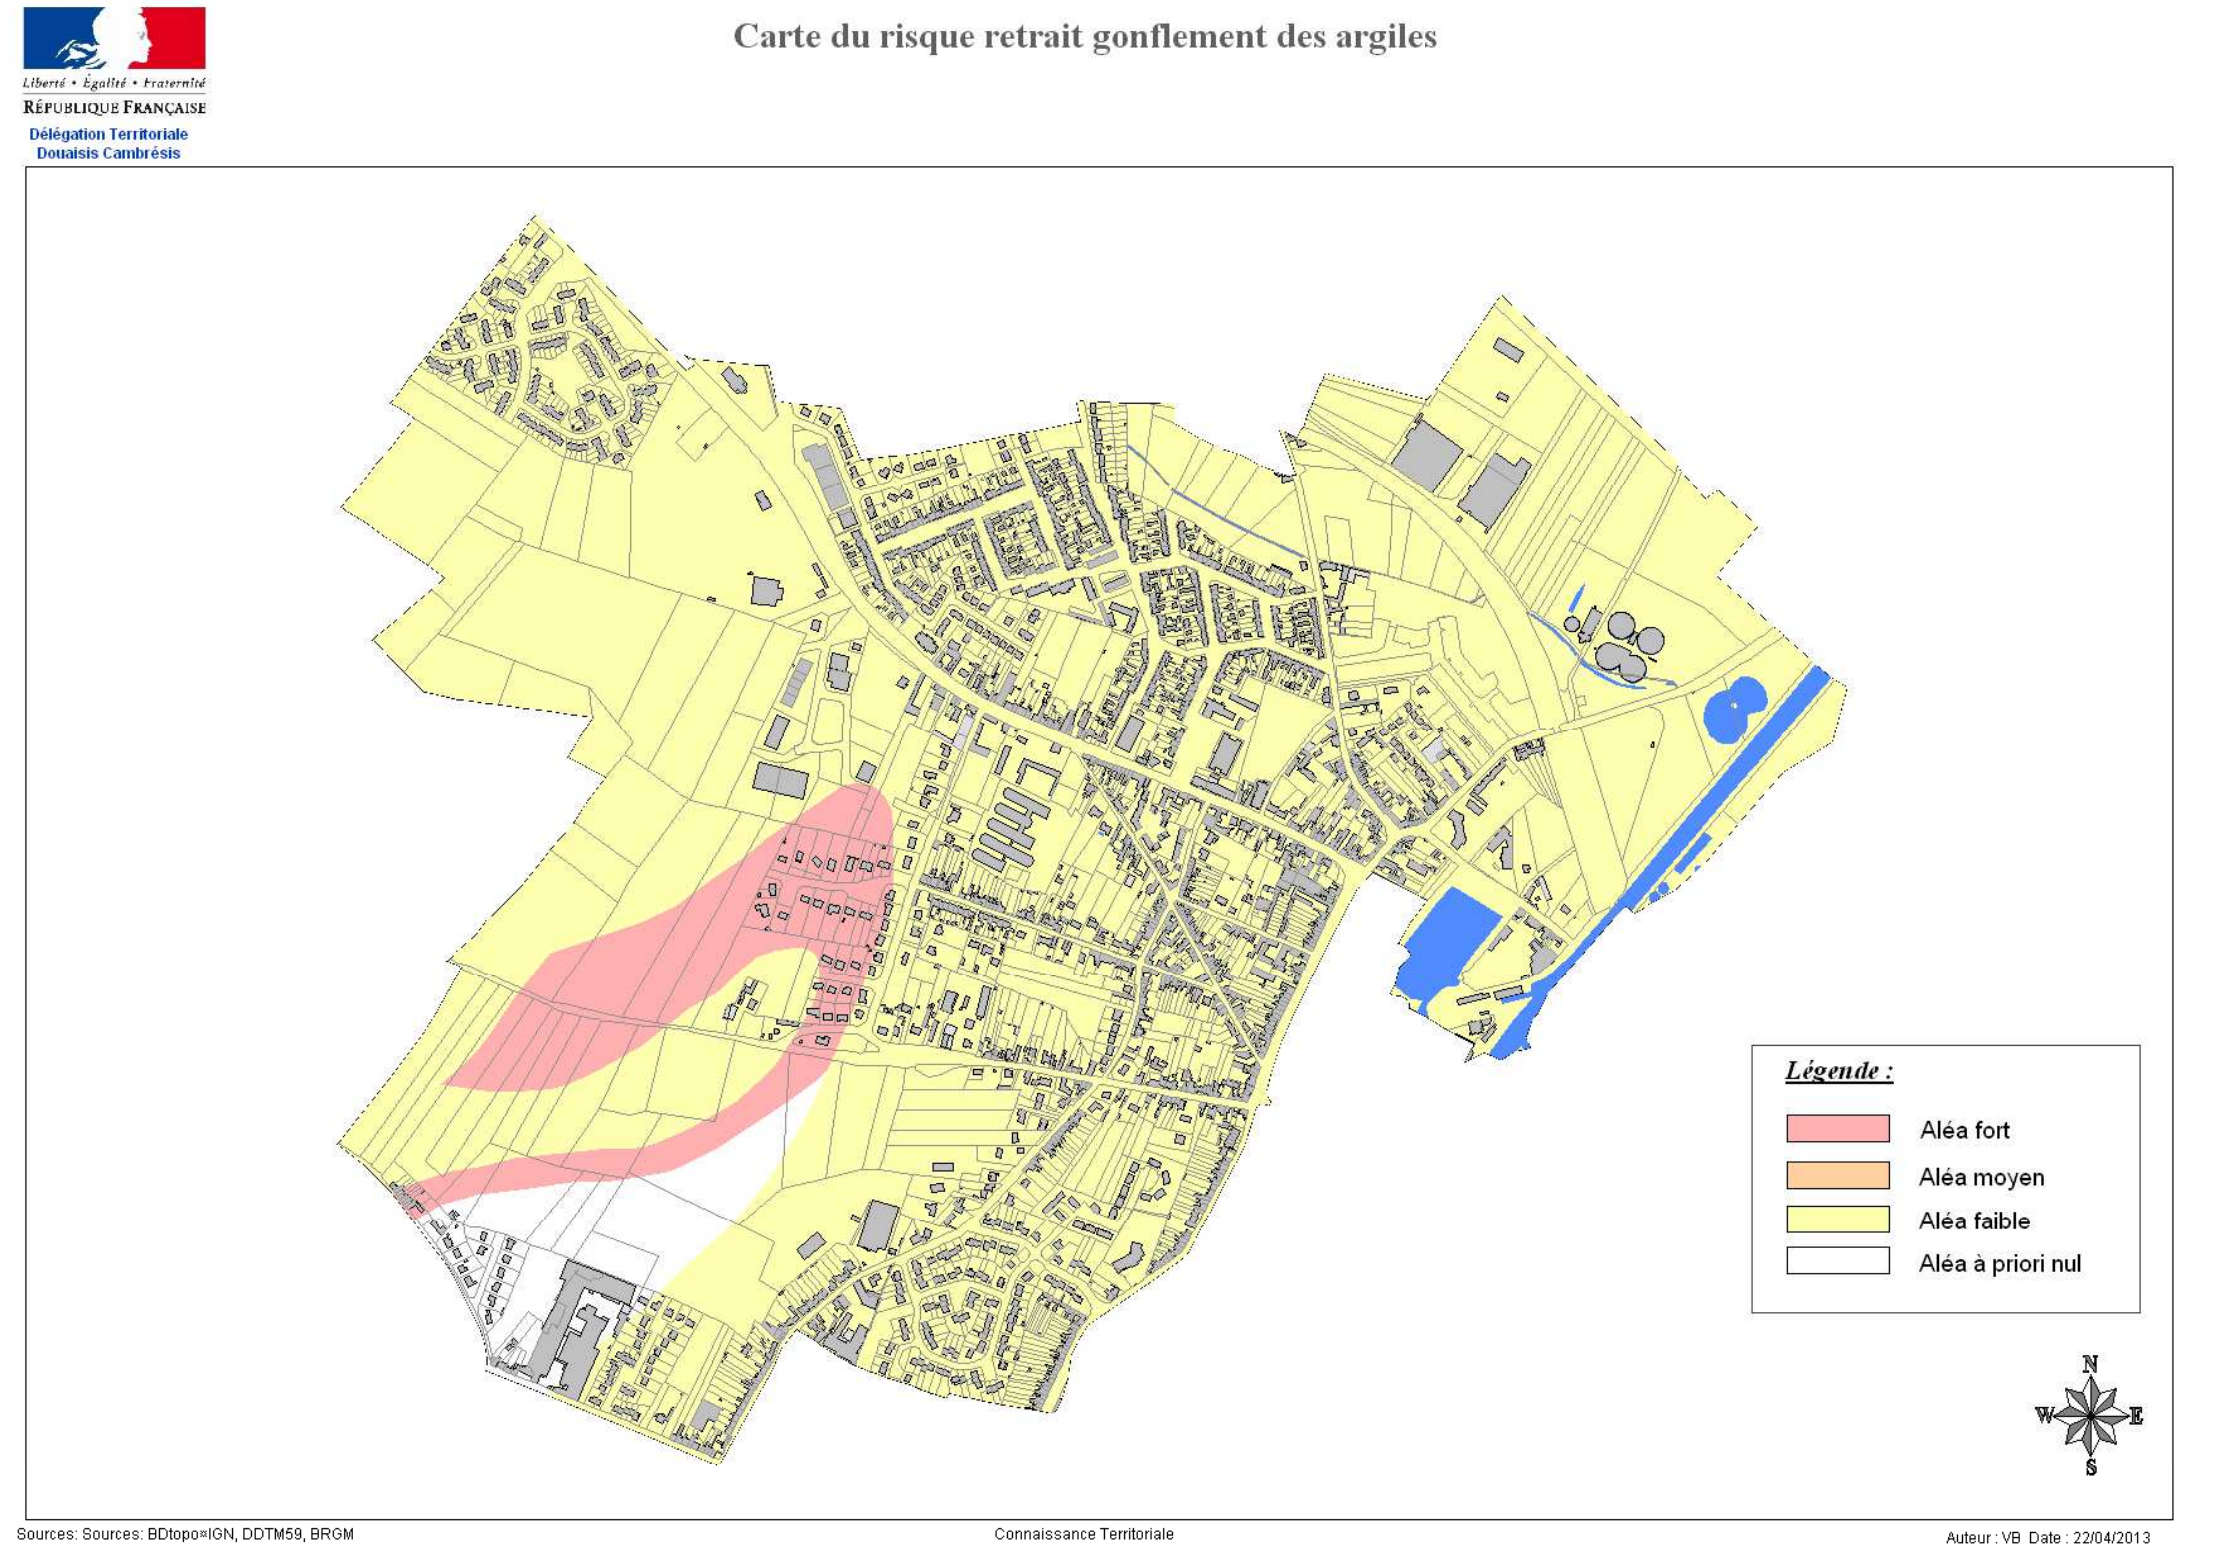 Carte du risque retrait gonflement des argiles
Liberté • Égalité • Fraternité
RÉPUBLIQUE FRANÇAISE
Délégation Territoriale
Douaisis Cambrésis
Légende :
Aléa fort
Aléa moyen
Aléa faible
Aléa à priori nul
N
W E
S
Sources: Sources: BDtopo¤IGN, DDTM59, BRGM
Connaissance Territoriale
Auteur : VB Date : 22/04/2013